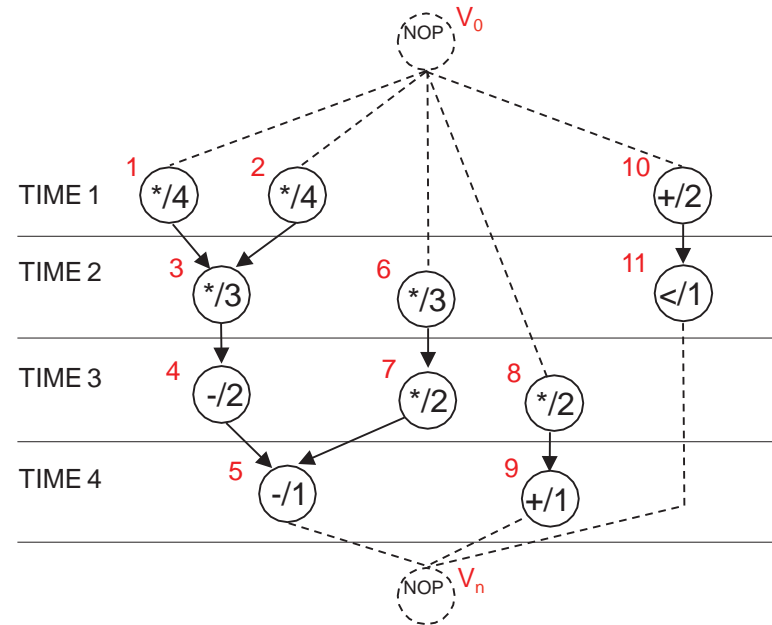 NOP V0
1 2 10
TIME 1 */4 */4 +/2
3 6 11
TIME 2 */3 */3 </1
4 7 8
TIME 3 -/2 */2 */2
5 9
TIME 4 -/1 +/1
NOP Vn